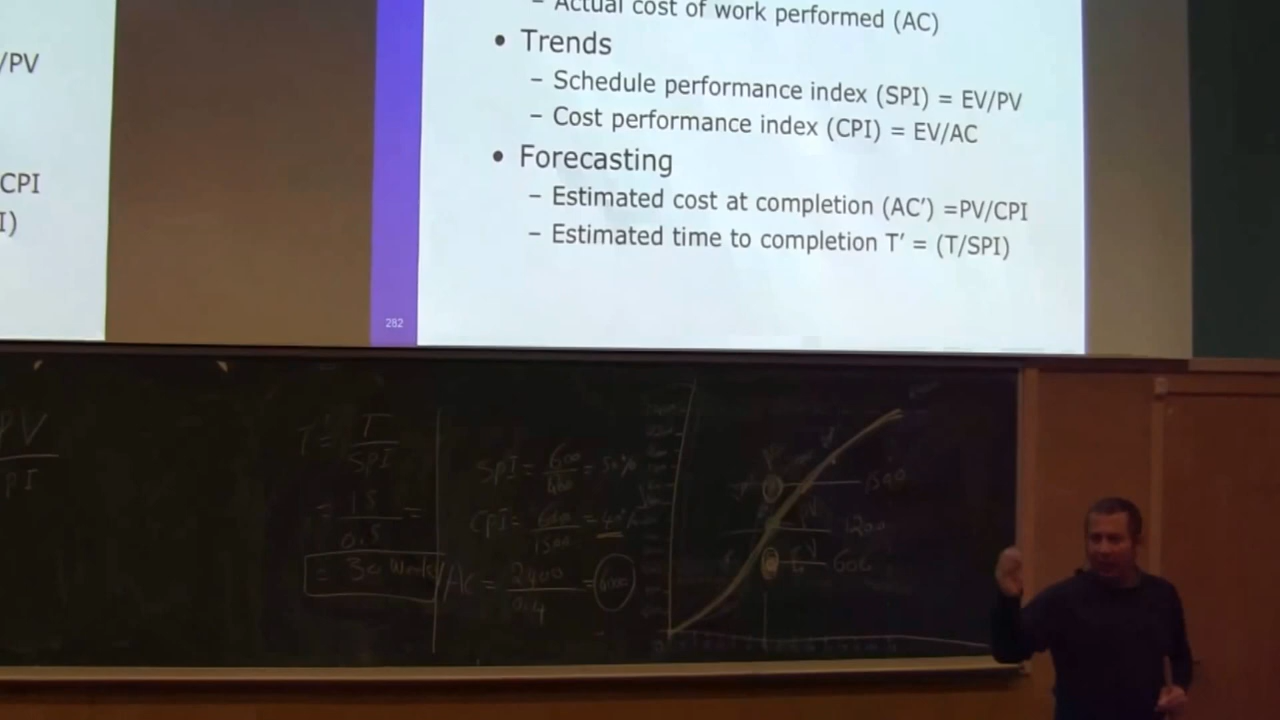 /PV
CPI
I)
– Actual cost of work performed (AC)
• Trends
– Schedule performance index (SPI) = EV/PV
– Cost performance index (CPI) = EV/AC
• Forecasting
– Estimated cost at completion (AC’) =PV/CPI
– Estimated time to completion T’ = (T/SPI)
282
PV
PI
T' = T
SPI
= 15 =
0.5
= 30 weeks
SPI = 600 = 50%
CPI = 600 = 40%
1500
AC = 2400 = 6000
0.4
1500
PV
1200
EV 600